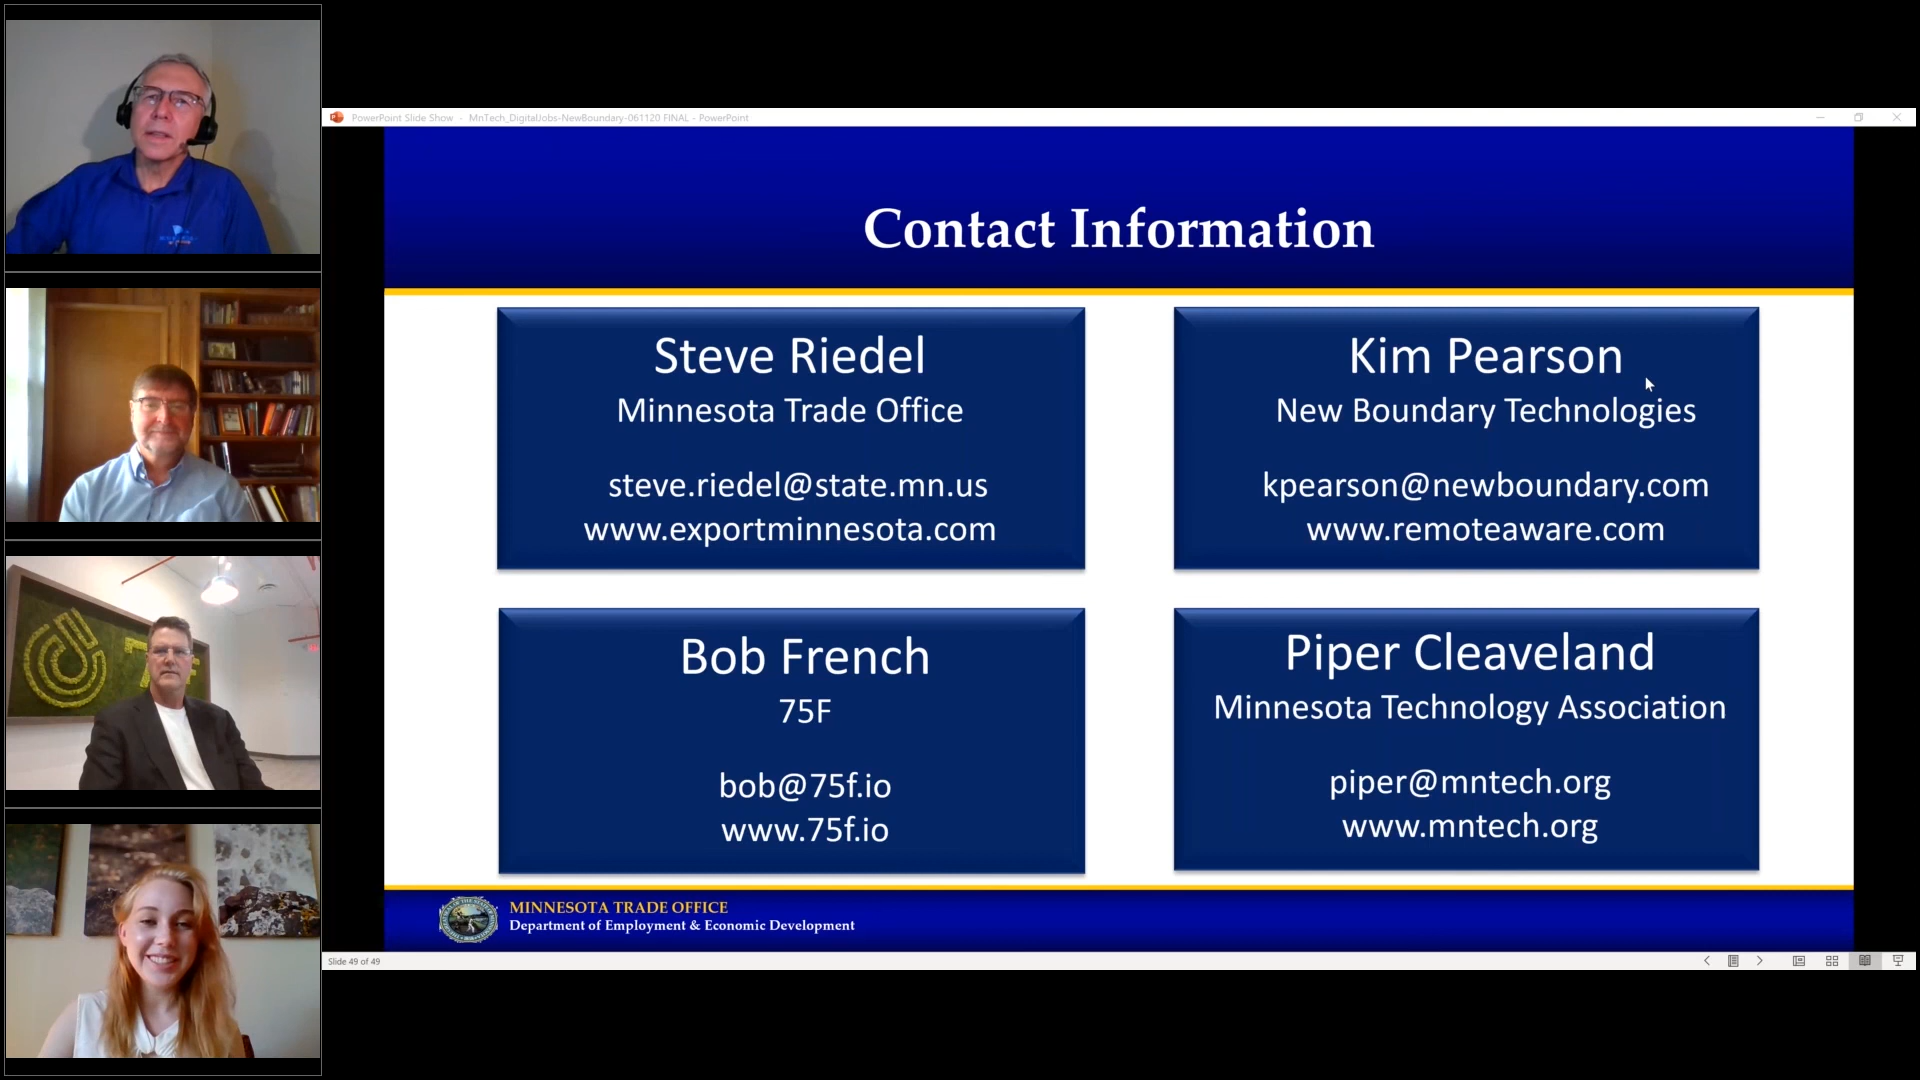 PowerPoint Slide Show - MnTech_DigitalJobs-NewBoundary-061120 FINAL - PowerPoint
Contact Information
Steve Riedel
Minnesota Trade Office
steve.riedel@state.mn.us
www.exportminnesota.com
Kim Pearson
New Boundary Technologies
kpearson@newboundary.com
www.remoteaware.com
Bob French
75F
bob@75f.io
www.75f.io
Piper Cleaveland
Minnesota Technology Association
piper@mntech.org
www.mntech.org
MINNESOTA TRADE OFFICE
Department of Employment & Economic Development
Slide 49 of 49